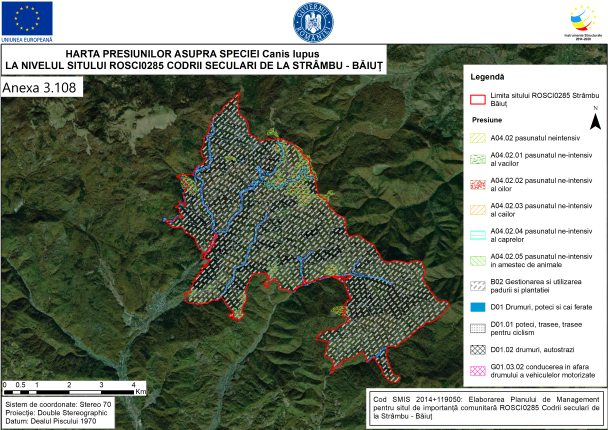 UNIUNEA EUROPEANĂ
GUVERNUL ROMÂNIEI
Instrumente Structurale
2014-2020
HARTA PRESIUNILOR ASUPRA SPECIEI Canis lupus
LA NIVELUL SITULUI ROSCI0285 CODRII SECULARI DE LA STRÂMBU - BĂIUȚ
Anexa 3.108
Legendă
Limita sitului ROSCI0285 Strâmbu
Băiuț
N
Presiune
A04.02 pasunatul neintensiv
A04.02.01 pasunatul ne-intensiv
al vacilor
A04.02.02 pasunatul ne-intensiv
al oilor
A04.02.03 pasunatul ne-intensiv
al cailor
A04.02.04 pasunatul ne-intensiv
al caprelor
A04.02.05 pasunatul ne-intensiv
in amestec de animale
B02 Gestionarea si utilizarea
padurii si plantatiei
D01 Drumuri, poteci si cai ferate
D01.01 poteci, trasee, trasee
pentru ciclism
D01.02 drumuri, autostrazi
G01.03.02 conducerea in afara
drumului a vehiculelor motorizate
0 0.5 1 2 3 4
Km
Sistem de coordonate: Stereo 70
Proiecție: Double Stereographic
Datum: Dealul Piscului 1970
Cod SMIS 2014+119050: Elaborarea Planului de Management
pentru situl de importanță comunitară ROSCI0285 Codrii seculari de
la Strâmbu - Băiuț